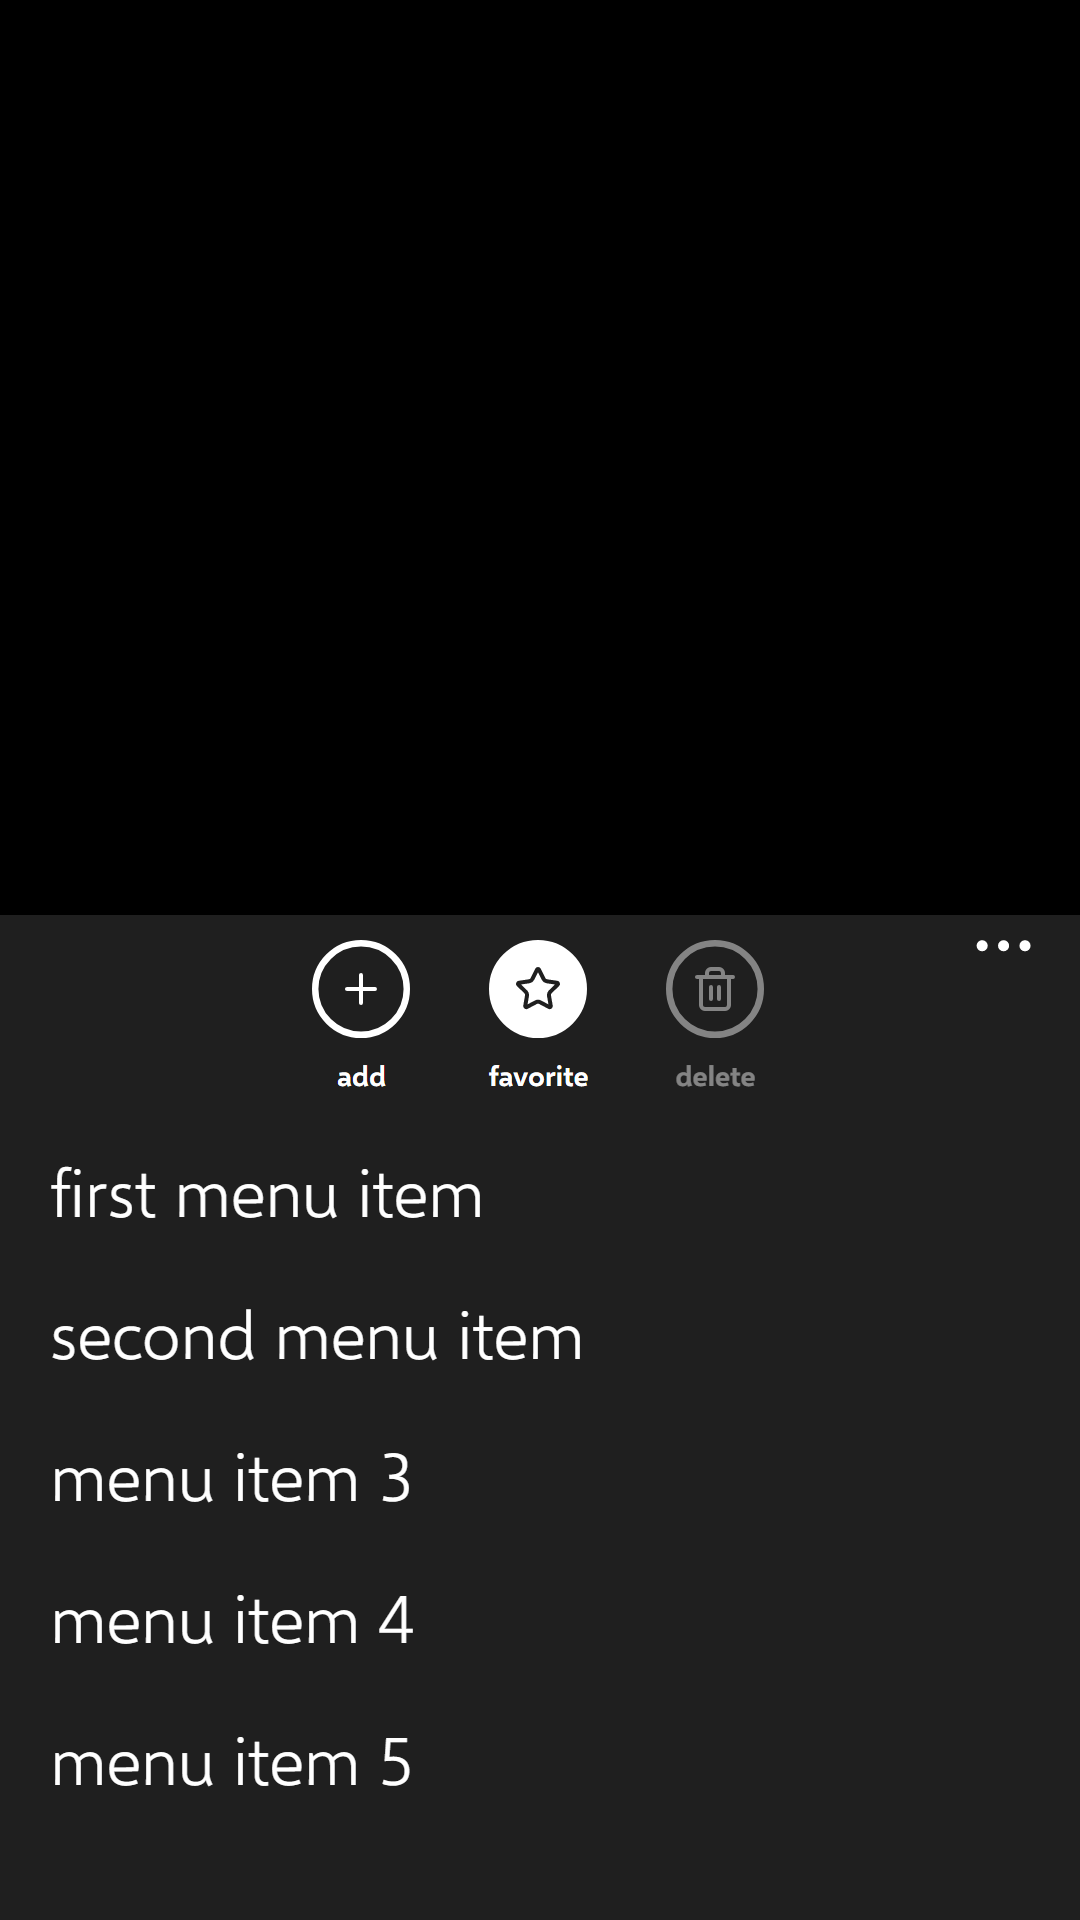 add favorite delete
first menu item
second menu item
menu item 3
menu item 4
menu item 5